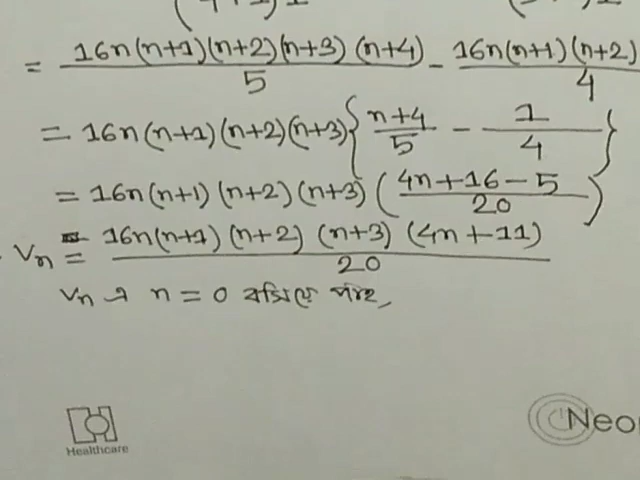 = 16n(n+1)(n+2)(n+3)(n+4)/5 - 16n(n+1)(n+2)/4
= 16n(n+1)(n+2)(n+3){n+4/5 - 1/4}
= 16n(n+1)(n+2)(n+3)(4n+16-5/20)
Vn = 16n(n+1)(n+2)(n+3)(4n+11)/20
Vn এ n = 0 বসিয়ে পাই,
Healthcare
Neo